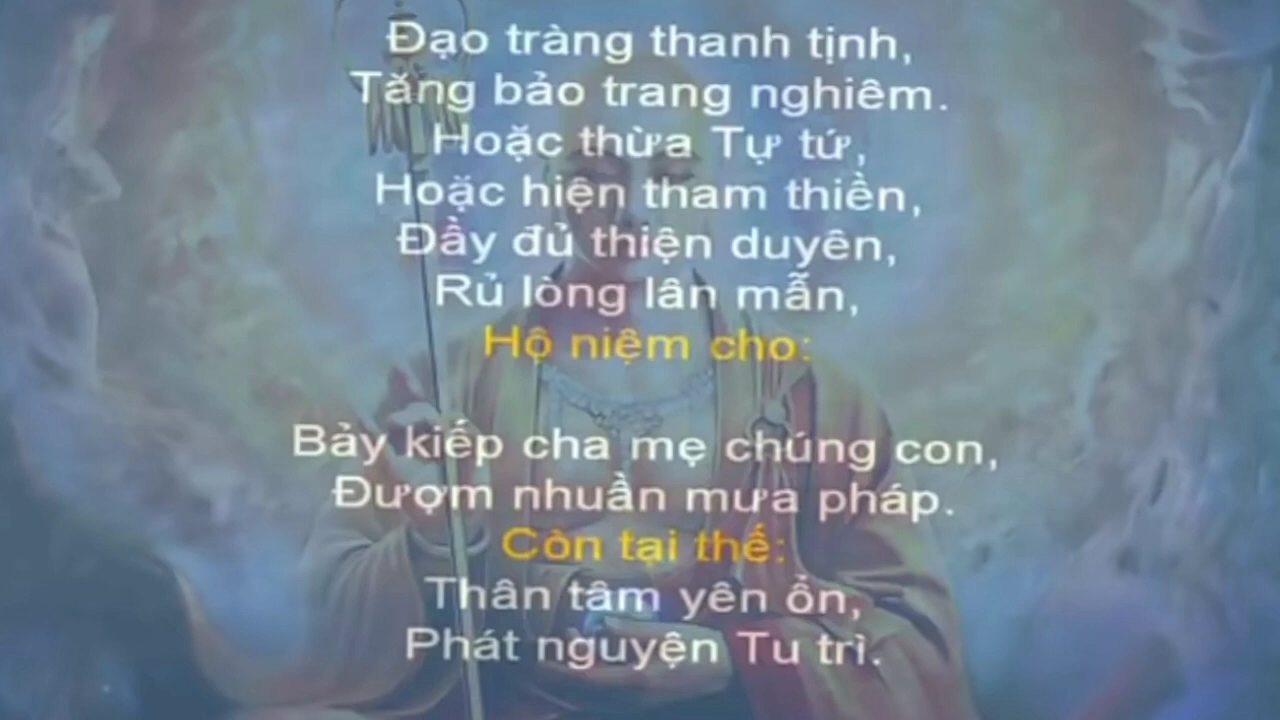 Đạo tràng thanh tịnh,
Tăng bảo trang nghiêm.
Hoặc thừa Tự tứ,
Hoặc hiện tham thiền,
Đầy đủ thiện duyên,
Rủ lòng lân mẫn,
Hộ niệm cho:
Bảy kiếp cha mẹ chúng con,
Đượm nhuần mưa pháp.
Còn tại thế:
Thân tâm yên ổn,
Phát nguyện Tu trì.